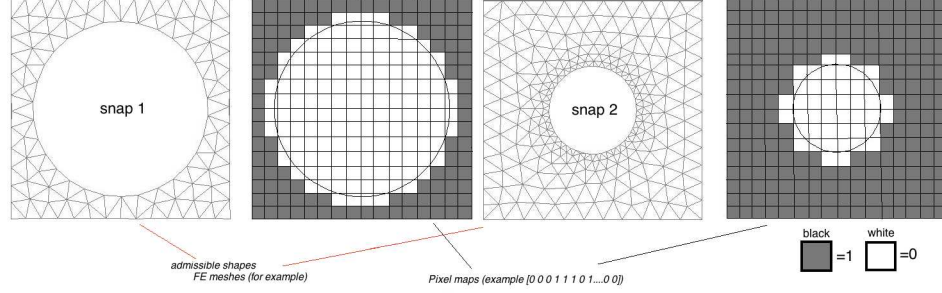 snap 1
snap 2
admissible shapes
FE meshes (for example)
Pixel maps (example [0 0 0 1 1 1 0 1....0 0])
black
white
=1
=0